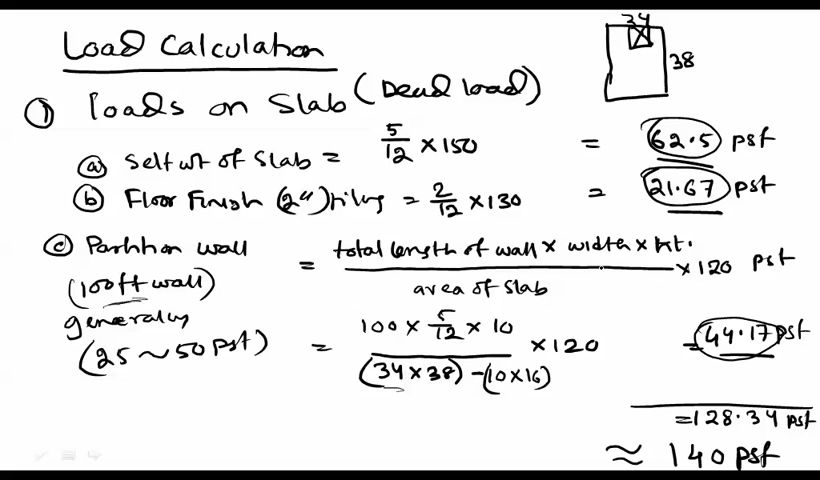 Load Calculation
34
38
① loads on Slab (Dead load)
ⓐ Self wt of Slab = 5/12 × 150 = 62.5 psf
ⓑ Floor Finish (2") tiling = 2/12 × 130 = 21.67 psf
ⓒ Partition wall = total length of wall × width × ht. / area of slab × 120 psf
(100ft wall)
generally
(25 ~ 50 psf) = 100 × 5/12 × 10 / (34 × 38) - (10 × 16) × 120 = 44.17 psf
= 128.34 psf
≈ 140 psf